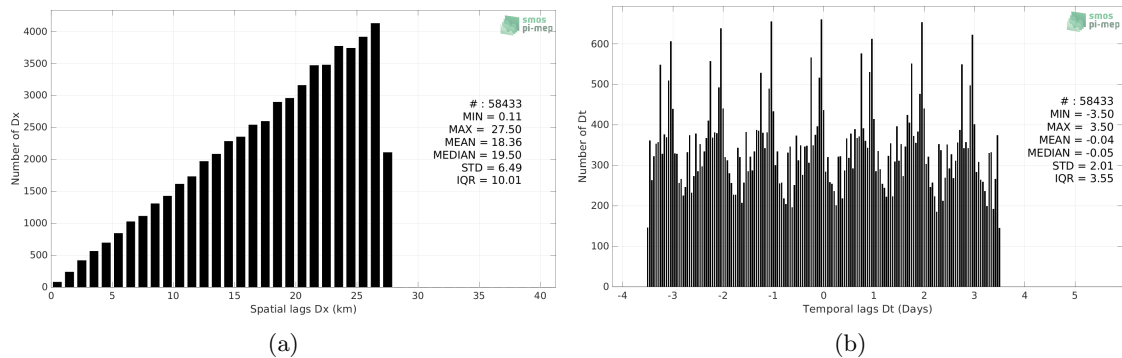 4000
3500
3000
2500
2000
1500
1000
500
0
Number of Dx
smos
pi-mep
# : 58433
MIN = 0.11
MAX = 27.50
MEAN = 18.36
MEDIAN = 19.50
STD = 6.49
IQR = 10.01
0 5 10 15 20 25 30 35 40
Spatial lags Dx (km)
(a)
600
500
400
300
200
100
0
Number of Dt
smos
pi-mep
# : 58433
MIN = -3.50
MAX = 3.50
MEAN = -0.04
MEDIAN = -0.05
STD = 2.01
IQR = 3.55
-4 -3 -2 -1 0 1 2 3 4 5
Temporal lags Dt (Days)
(b)